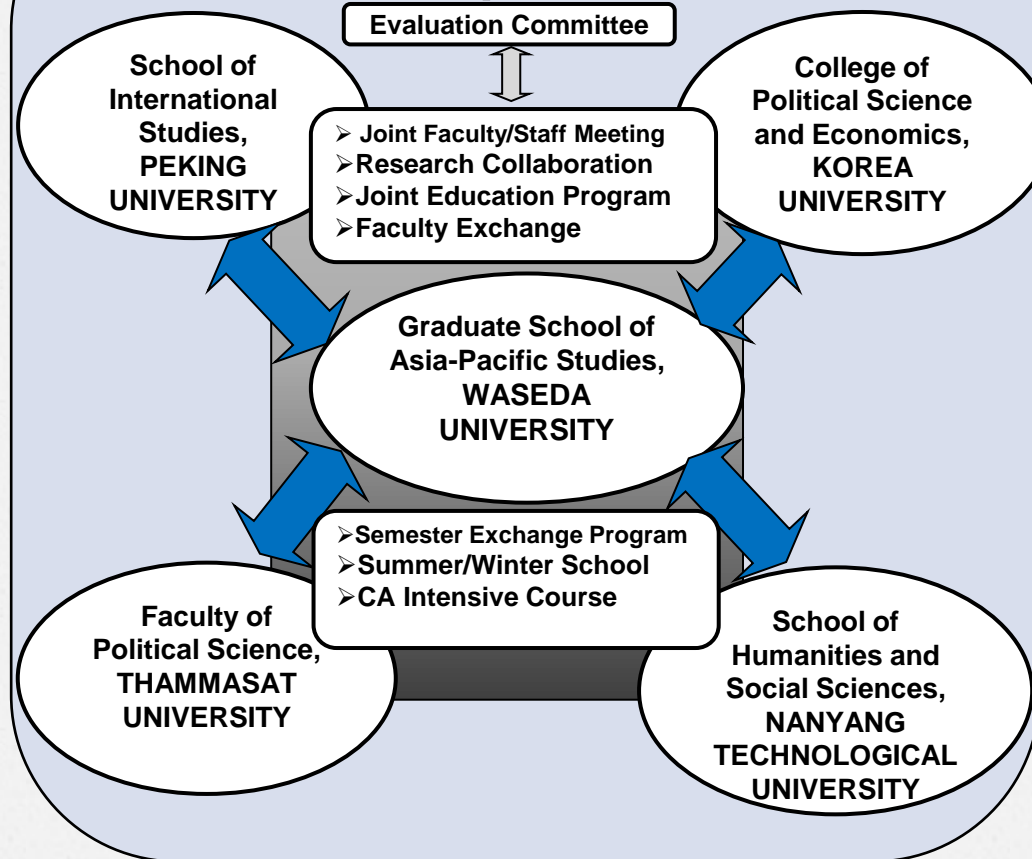 Evaluation Committee
School of
International
Studies,
PEKING
UNIVERSITY
➢ Joint Faculty/Staff Meeting
➢Research Collaboration
➢Joint Education Program
➢Faculty Exchange
College of
Political Science
and Economics,
KOREA
UNIVERSITY
Graduate School of
Asia-Pacific Studies,
WASEDA
UNIVERSITY
➢Semester Exchange Program
➢Summer/Winter School
➢CA Intensive Course
Faculty of
Political Science,
THAMMASAT
UNIVERSITY
School of
Humanities and
Social Sciences,
NANYANG
TECHNOLOGICAL
UNIVERSITY